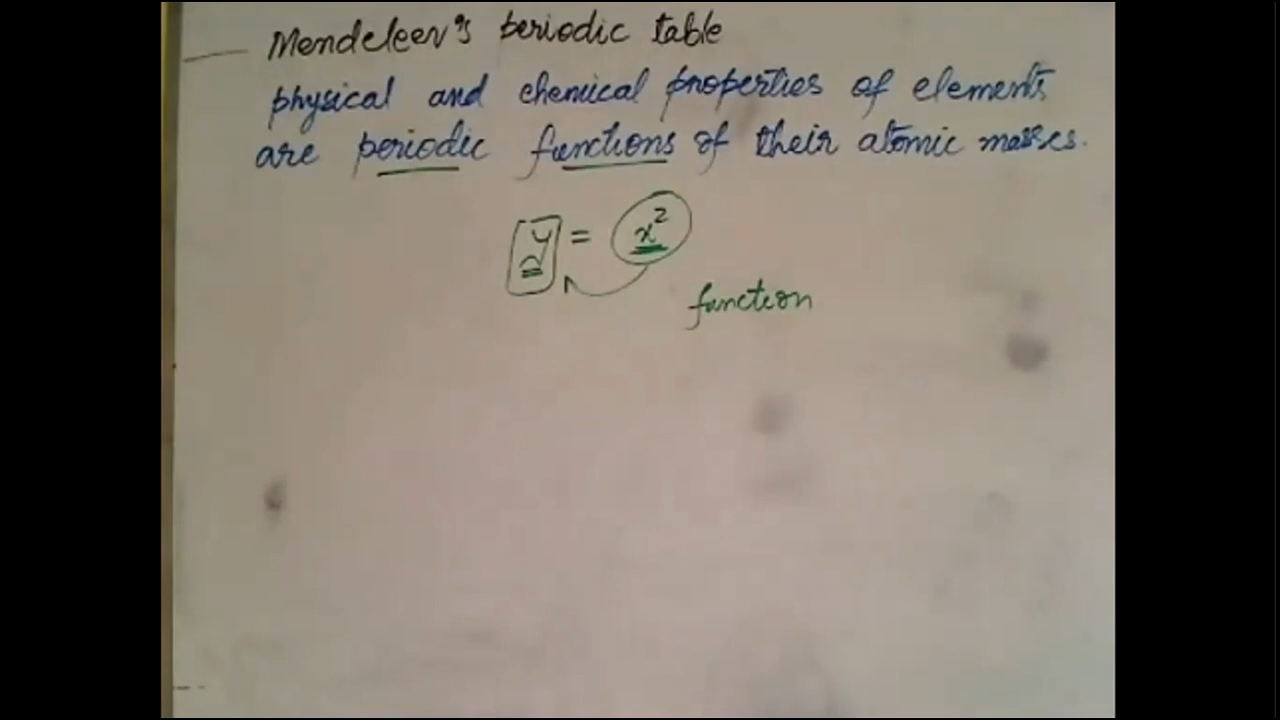 Mendeleev's periodic table
physical and chemical properties of elements
are periodic functions of their atomic masses.
y = x²
function